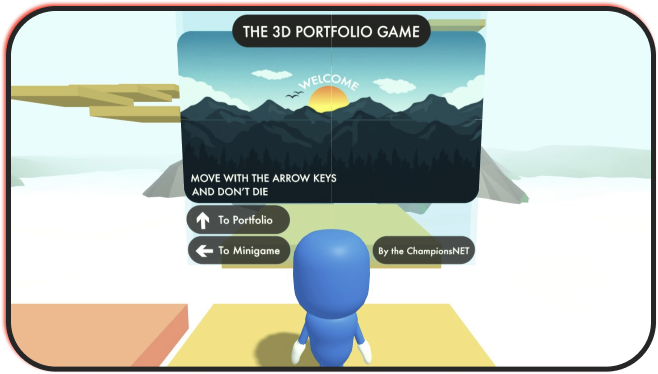 THE 3D PORTFOLIO GAME
WELCOME
MOVE WITH THE ARROW KEYS
AND DON'T DIE
To Portfolio
To Minigame
By the ChampionsNET